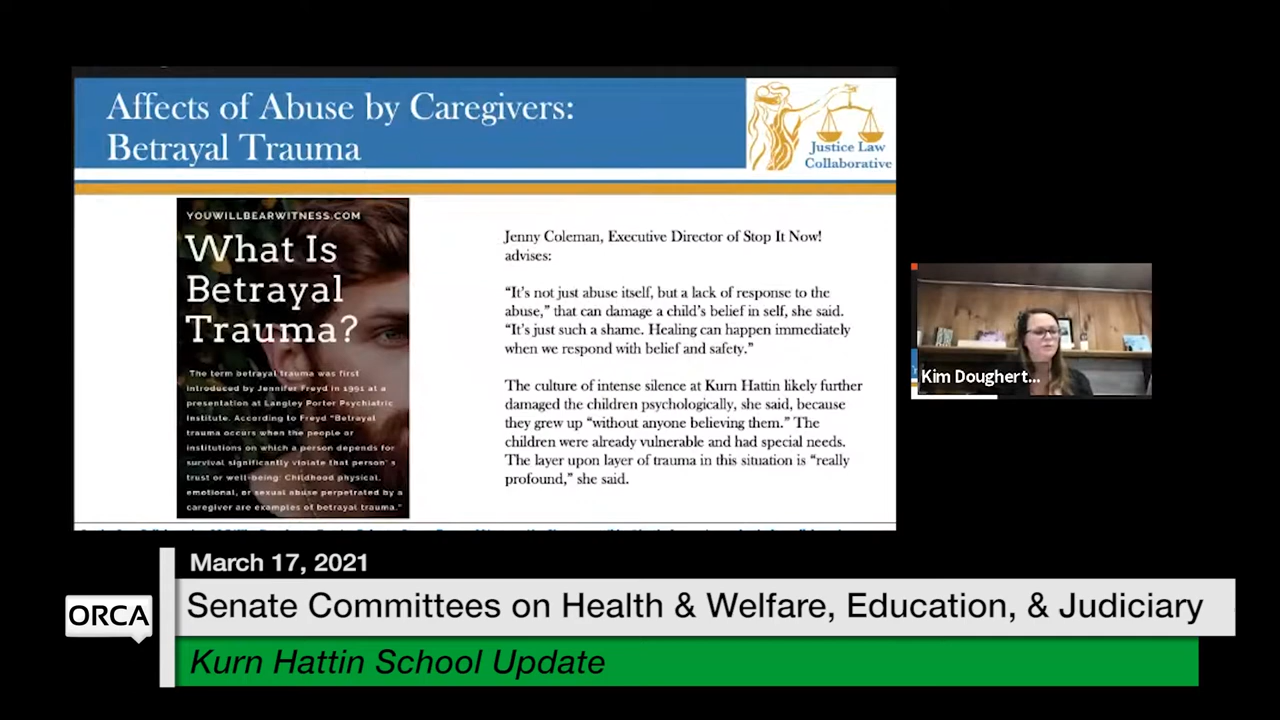 Affects of Abuse by Caregivers:
Betrayal Trauma
Justice Law
Collaborative
YOUWILLBEARWITNESS.COM
What Is
Betrayal
Trauma?
The term betrayal trauma was first
introduced by Jennifer Freyd in 1991 at a
presentation at Langley Porter Psychiatric
Institute. According to Freyd "Betrayal
trauma occurs when the people or
institutions on which a person depends for
survival significantly violate that person's
trust or well-being: Childhood physical,
emotional, or sexual abuse perpetrated by a
caregiver are examples of betrayal trauma."
Jenny Coleman, Executive Director of Stop It Now!
advises:
“It’s not just abuse itself, but a lack of response to the
abuse,” that can damage a child’s belief in self, she said.
“It’s just such a shame. Healing can happen immediately
when we respond with belief and safety.”
The culture of intense silence at Kurn Hattin likely further
damaged the children psychologically, she said, because
they grew up “without anyone believing them.” The
children were already vulnerable and had special needs.
The layer upon layer of trauma in this situation is “really
profound,” she said.
Kim Doughert...
March 17, 2021
ORCA
Senate Committees on Health & Welfare, Education, & Judiciary
Kurn Hattin School Update